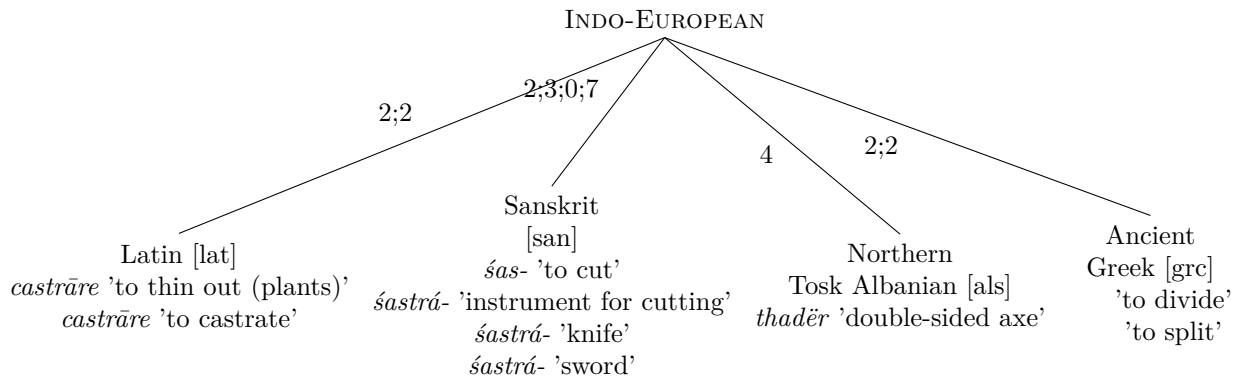 INDO-EUROPEAN
2;2
2;3;0;7
4
2;2
Latin [lat]
castrāre 'to thin out (plants)'
castrāre 'to castrate'
Sanskrit
[san]
śas- 'to cut'
śastrá- 'instrument for cutting'
śastrá- 'knife'
śastrá- 'sword'
Northern
Tosk Albanian [als]
thadër 'double-sided axe'
Ancient
Greek [grc]
'to divide'
'to split'